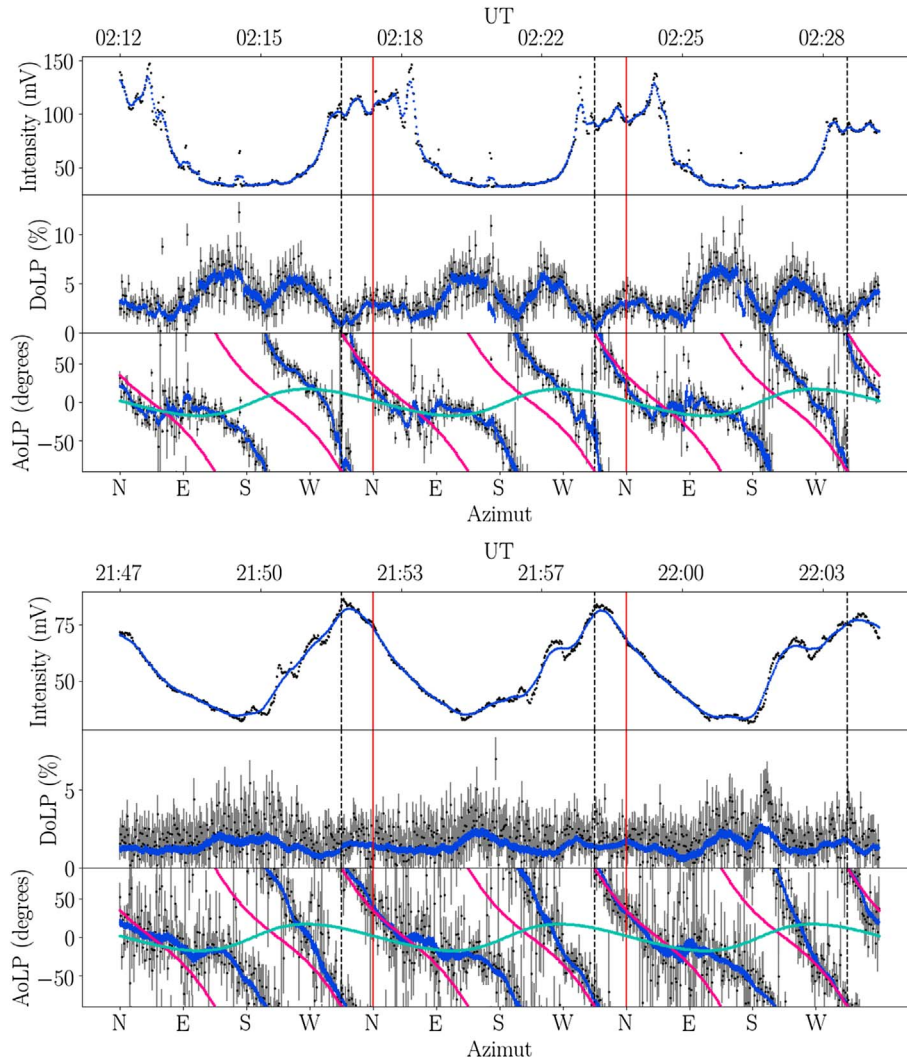 UT
02:12 02:15 02:18 02:22 02:25 02:28
Intensity (mV)
150
100
50
DoLP (%)
10
5
0
AoLP (degrees)
50
0
−50
N E S W N E S W N E S W
Azimut
UT
21:47 21:50 21:53 21:57 22:00 22:03
Intensity (mV)
75
50
DoLP (%)
5
0
AoLP (degrees)
50
0
−50
N E S W N E S W N E S W
Azimut